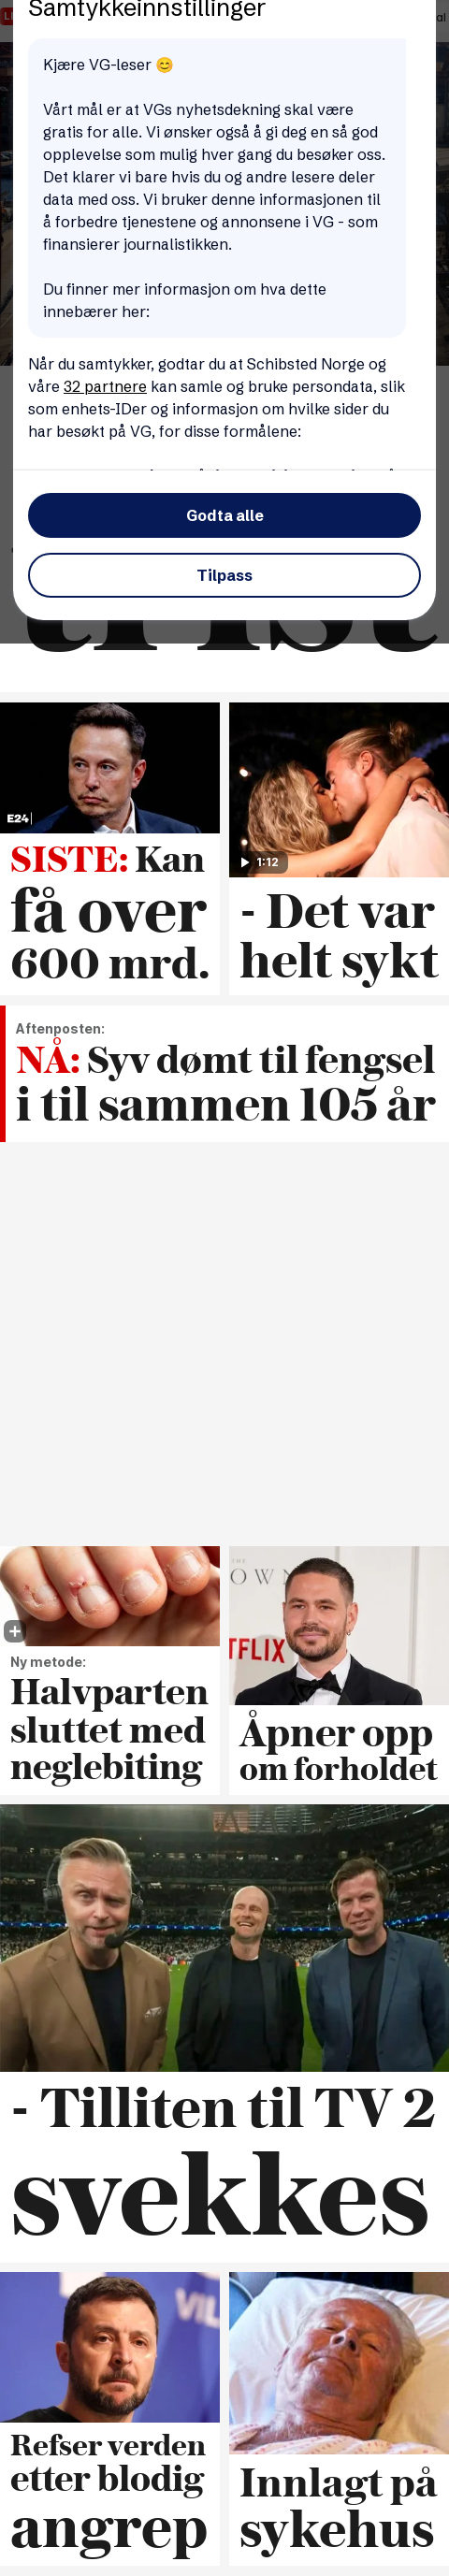 Samtykkeinnstillinger
Kjære VG-leser 😊
Vårt mål er at VGs nyhetsdekning skal være
gratis for alle. Vi ønsker også å gi deg en så god
opplevelse som mulig hver gang du besøker oss.
Det klarer vi bare hvis du og andre lesere deler
data med oss. Vi bruker denne informasjonen til
å forbedre tjenestene og annonsene i VG - som
finansierer journalistikken.
Du finner mer informasjon om hva dette
innebærer her:
Når du samtykker, godtar du at Schibsted Norge og
våre 32 partnere kan samle og bruke persondata, slik
som enhets-IDer og informasjon om hvilke sider du
har besøkt på VG, for disse formålene:
Godta alle
Tilpass
trist
E24
SISTE: Kan
få over
600 mrd.
1:12
- Det var
helt sykt
Aftenposten:
NÅ: Syv dømt til fengsel
i til sammen 105 år
Ny metode:
Halvparten
sluttet med
neglebiting
THE
OWN
TFLIX
Åpner opp
om forholdet
- Tilliten til TV 2
svekkes
VIL
Refser verden
etter blodig
angrep
Innlagt på
sykehus